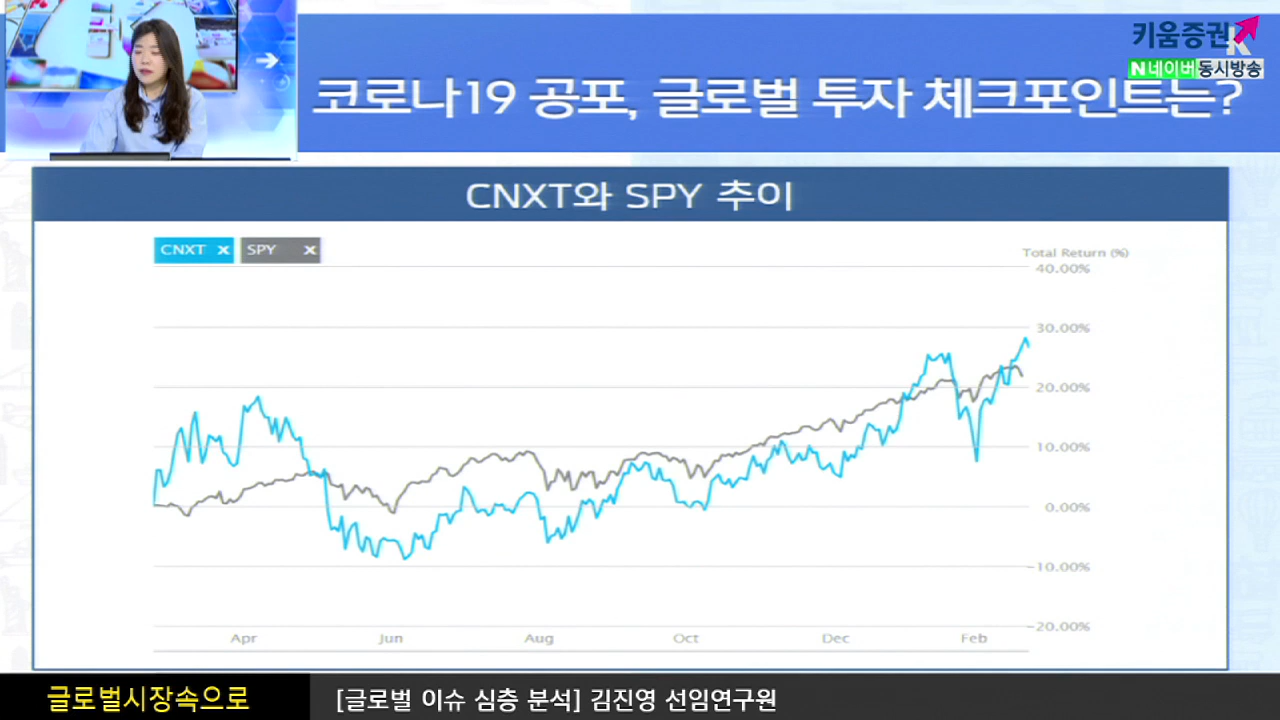 키움증권
K
N네이버 동시방송
코로나19 공포, 글로벌 투자 체크포인트는?
CNXT와 SPY 추이
CNXT ×
SPY ×
Total Return (%)
40.00%
30.00%
20.00%
10.00%
0.00%
-10.00%
-20.00%
Apr Jun Aug Oct Dec Feb
글로벌시장속으로
[글로벌 이슈 심층 분석] 김진영 선임연구원